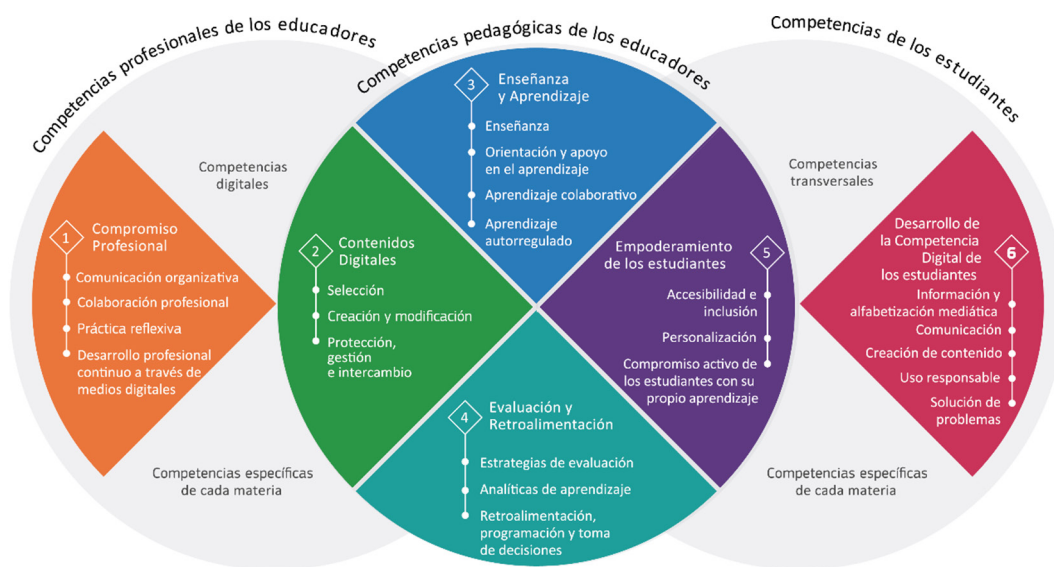 Competencias profesionales de los educadores
Competencias pedagógicas de los educadores
Competencias de los estudiantes
Competencias
digitales
1
Compromiso
Profesional
Comunicación organizativa
Colaboración profesional
Práctica reflexiva
Desarrollo profesional
continuo a través de
medios digitales
Competencias específicas
de cada materia
2
Contenidos
Digitales
Selección
Creación y modificación
Protección,
gestión
e intercambio
3
Enseñanza
y Aprendizaje
Enseñanza
Orientación y apoyo
en el aprendizaje
Aprendizaje colaborativo
Aprendizaje
autorregulado
4
Evaluación y
Retroalimentación
Estrategias de evaluación
Analíticas de aprendizaje
Retroalimentación,
programación y toma
de decisiones
Empoderamiento
de los estudiantes
5
Accesibilidad e
inclusión
Personalización
Compromiso activo de
los estudiantes con su
propio aprendizaje
Competencias
transversales
Desarrollo de
la Competencia
Digital de
los estudiantes
6
Información y
alfabetización mediática
Comunicación
Creación de contenido
Uso responsable
Solución de
problemas
Competencias específicas
de cada materia